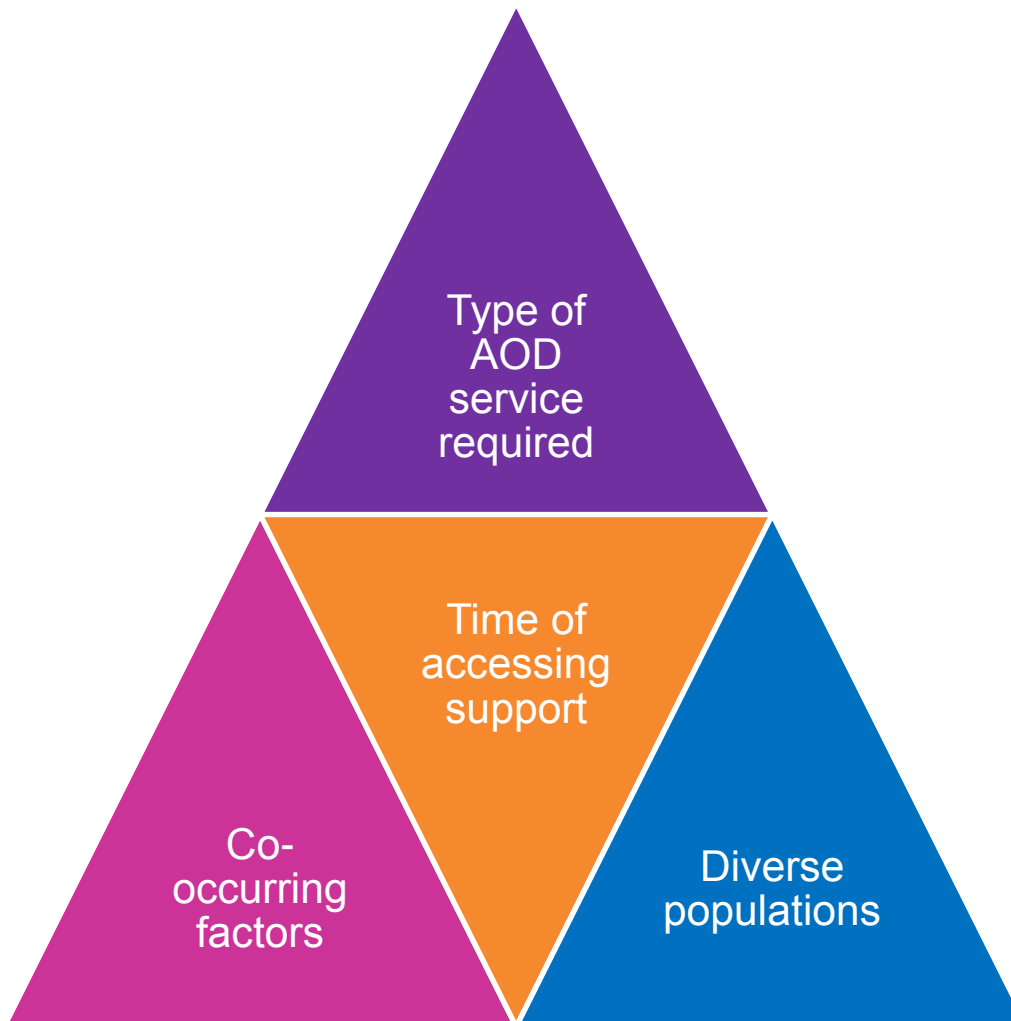 Type of
AOD
service
required
Time of
accessing
support
Co-
occurring
factors
Diverse
populations